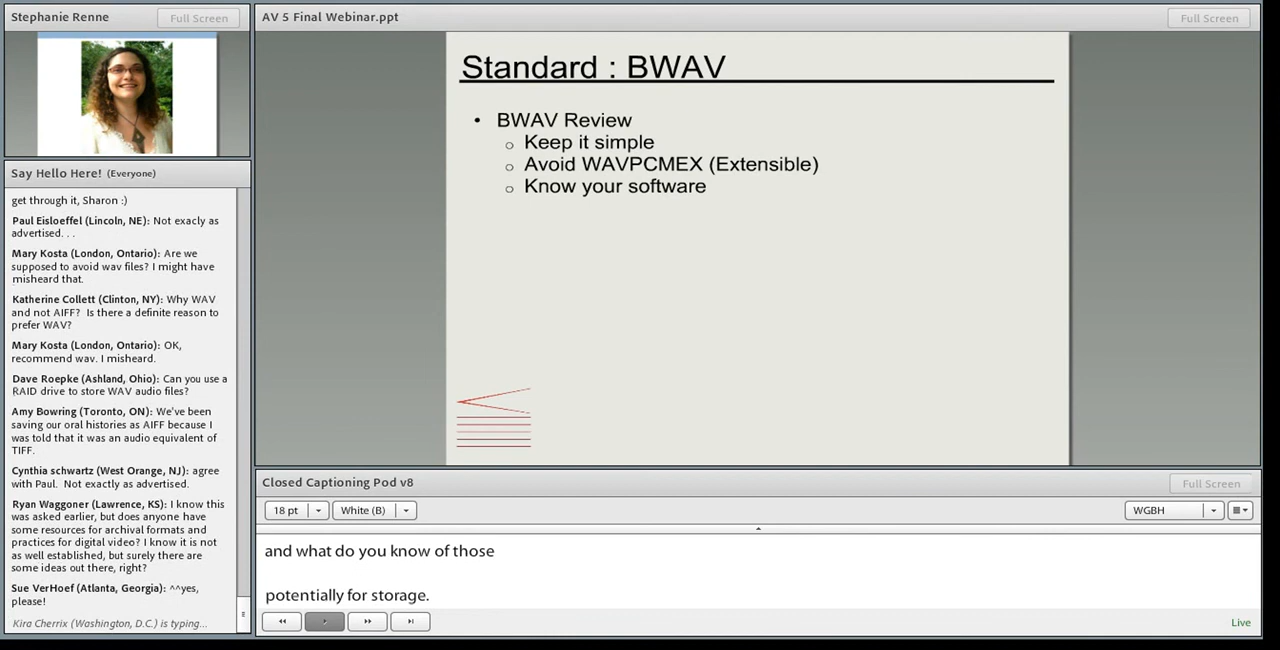 Stephanie Renne
Full Screen
Say Hello Here! (Everyone)
get through it, Sharon :)
Paul Eisloeffel (Lincoln, NE): Not exacly as
advertised. . .
Mary Kosta (London, Ontario): Are we
supposed to avoid wav files? I might have
misheard that.
Katherine Collett (Clinton, NY): Why WAV
and not AIFF? Is there a definite reason to
prefer WAV?
Mary Kosta (London, Ontario): OK,
recommend wav. I misheard.
Dave Roepke (Ashland, Ohio): Can you use a
RAID drive to store WAV audio files?
Amy Bowring (Toronto, ON): We've been
saving our oral histories as AIFF because I
was told that it was an audio equivalent of
TIFF.
Cynthia schwartz (West Orange, NJ): agree
with Paul. Not exactly as advertised.
Ryan Waggoner (Lawrence, KS): I know this
was asked earlier, but does anyone have
some resources for archival formats and
practices for digital video? I know it is not
as well established, but surely there are
some ideas out there, right?
Sue VerHoef (Atlanta, Georgia): ^^yes,
please!
Kira Cherrix (Washington, D.C.) is typing...
AV 5 Final Webinar.ppt
Full Screen
Standard : BWAV
• BWAV Review
o Keep it simple
o Avoid WAVPCMEX (Extensible)
o Know your software
Closed Captioning Pod v8
Full Screen
18 pt
White (B)
WGBH
and what do you know of those
potentially for storage.
Live